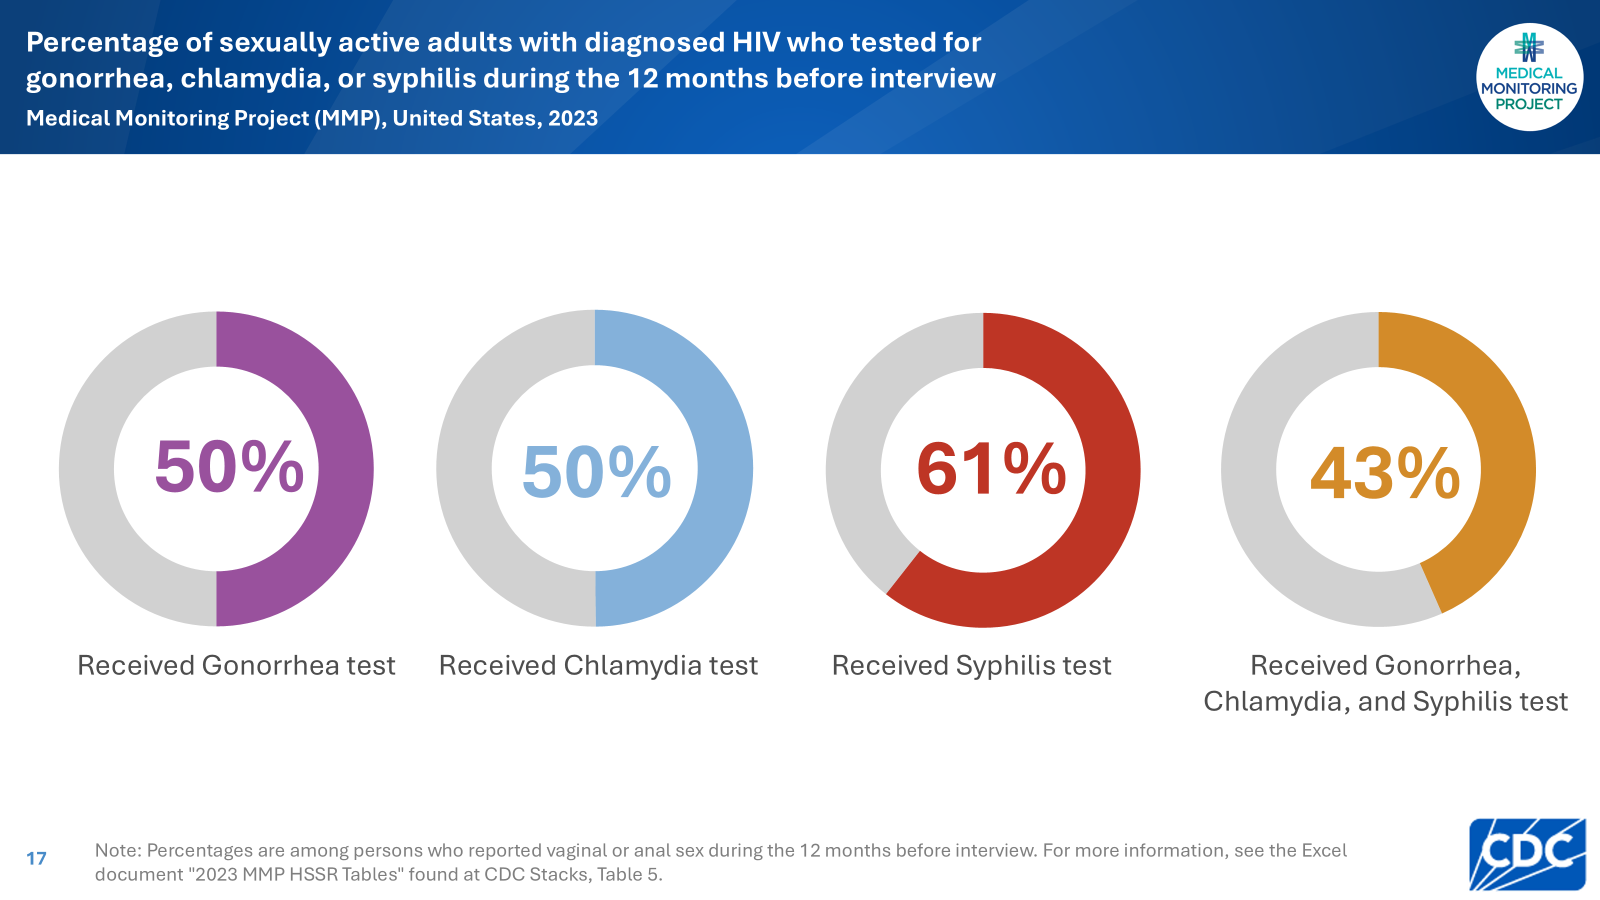 Percentage of sexually active adults with diagnosed HIV who tested for
gonorrhea, chlamydia, or syphilis during the 12 months before interview
Medical Monitoring Project (MMP), United States, 2023
MEDICAL
MONITORING
PROJECT
50%
50%
61%
43%
Received Gonorrhea test
Received Chlamydia test
Received Syphilis test
Received Gonorrhea,
Chlamydia, and Syphilis test
17
Note: Percentages are among persons who reported vaginal or anal sex during the 12 months before interview. For more information, see the Excel
document "2023 MMP HSSR Tables" found at CDC Stacks, Table 5.
CDC